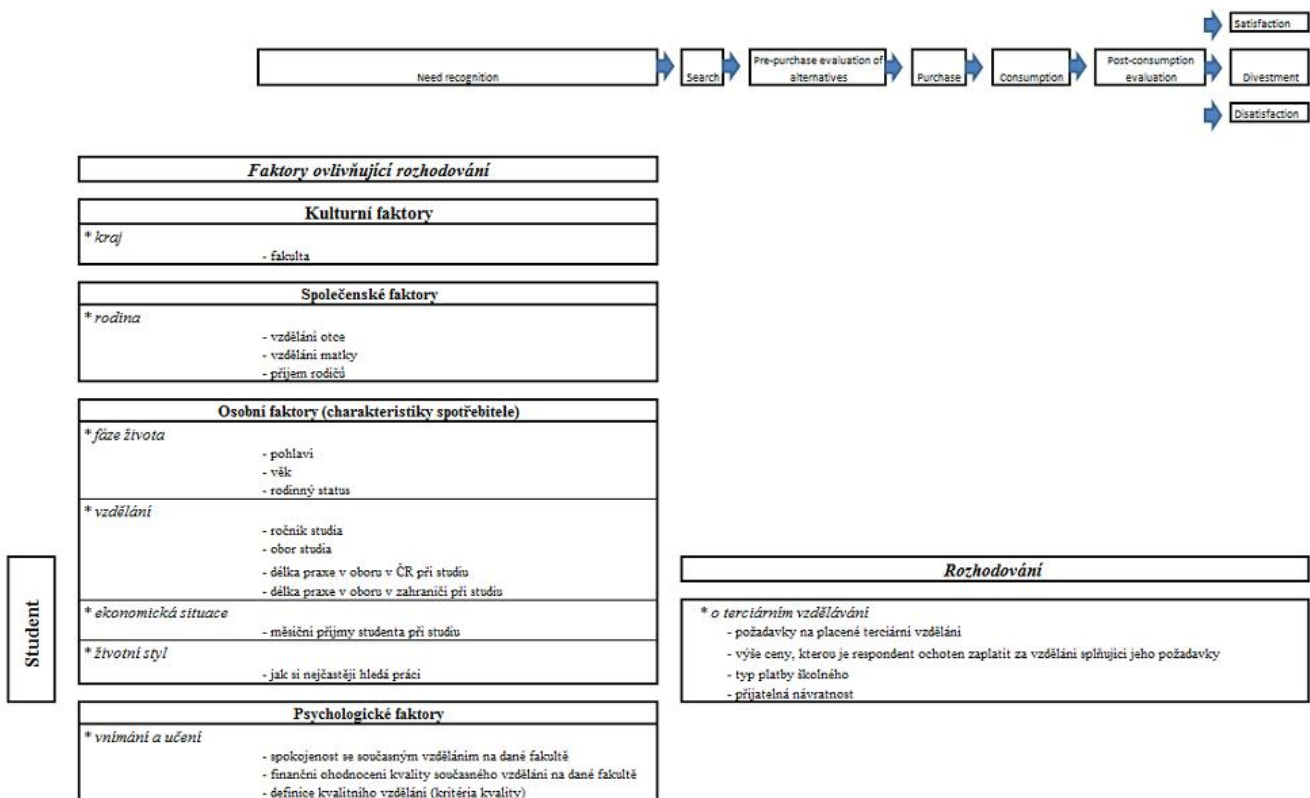 Satisfaction
Need recognition
Search
Pre-purchase evaluation of
alternatives
Purchase
Consumption
Post-consumption
evaluation
Divestment
Disatisfaction
Faktory ovlivňující rozhodování
Kulturní faktory
* kraj
- fakulta
Společenské faktory
* rodina
- vzdělání otce
- vzdělání matky
- příjem rodičů
Osobní faktory (charakteristiky spotřebitele)
* fáze života
- pohlaví
- věk
- rodinný status
* vzdělání
- ročník studia
- obor studia
- délka praxe v oboru v ČR při studiu
- délka praxe v oboru v zahraničí při studiu
* ekonomická situace
- měsíční příjmy studenta při studiu
* životní styl
- jak si nejčastěji hledá práci
Student
Rozhodování
* o terciárním vzdělávání
- požadavky na placené terciární vzdělání
- výše ceny, kterou je respondent ochoten zaplatit za vzdělání splňující jeho požadavky
- typ platby školného
- přijatelná návratnost
Psychologické faktory
* vnímání a učení
- spokojenost se současným vzděláním na dané fakultě
- finanční ohodnocení kvality současného vzdělání na dané fakultě
- definice kvalitního vzdělání (kritéria kvality)